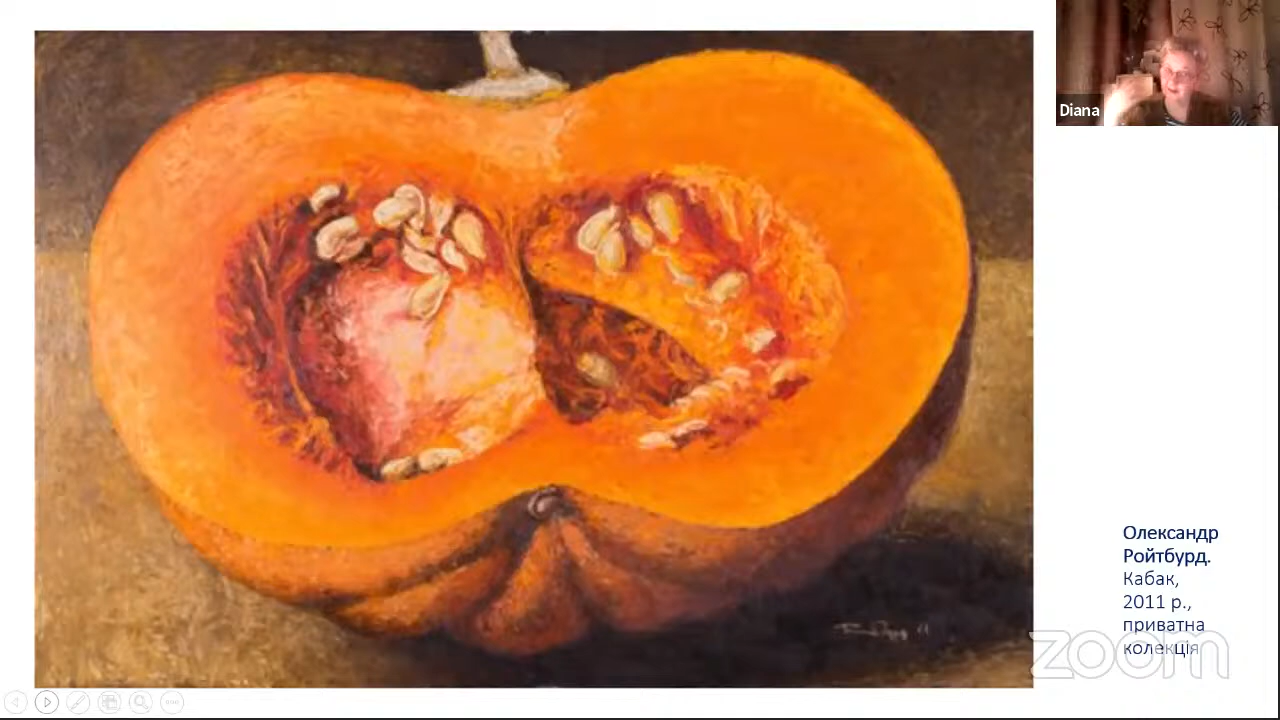 Diana
Олександр
Ройтбурд.
Кабак,
2011 р.,
приватна
колекція
zoom